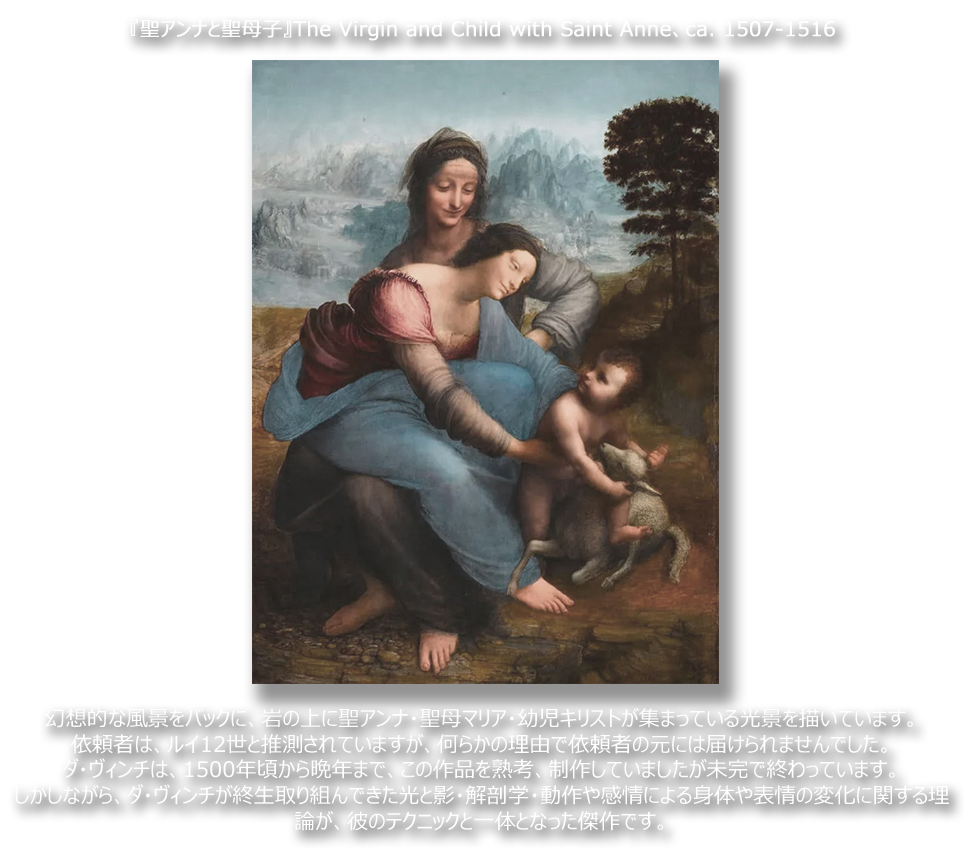 『聖アンナと聖母子』The Virgin and Child with Saint Anne、ca. 1507-1516
幻想的な風景をバックに、岩の上に聖アンナ・聖母マリア・幼児キリストが集まっている光景を描いています。
依頼者は、ルイ12世と推測されていますが、何らかの理由で依頼者の元には届けられませんでした。
ダ・ヴィンチは、1500年頃から晩年まで、この作品を熟考、制作していましたが未完で終わっています。
しかしながら、ダ・ヴィンチが終生取り組んできた光と影・解剖学・動作や感情による身体や表情の変化に関する理
論が、彼のテクニックと一体となった傑作です。